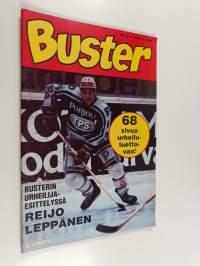 Buster
POHJOLA
TPS
68
sivua
urheilu-
luetta-
vaa!
BUSTERIN
URHEILIJA-
ESITTELYSSÄ
REIJO
LEPPÄNEN